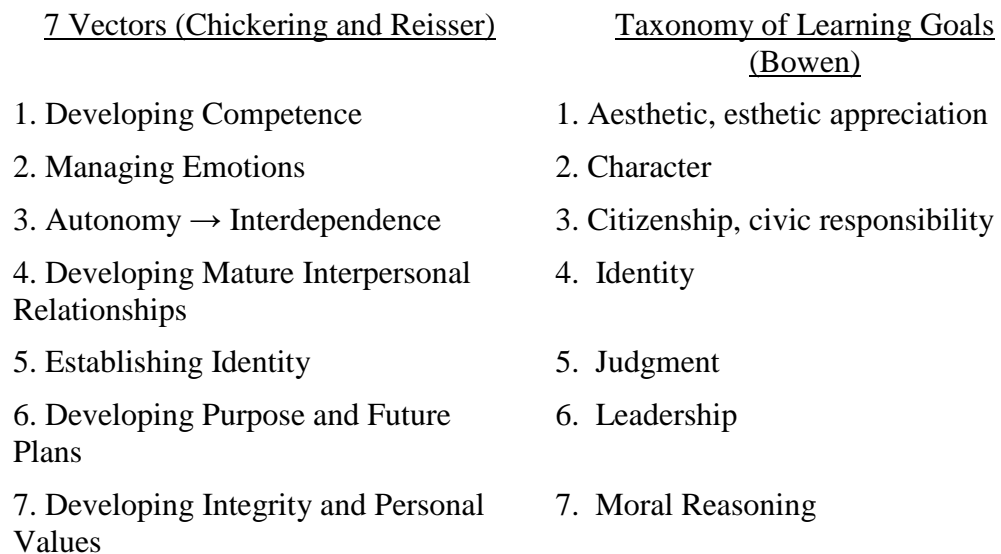 7 Vectors (Chickering and Reisser)
Taxonomy of Learning Goals
(Bowen)
1. Developing Competence
1. Aesthetic, esthetic appreciation
2. Managing Emotions
2. Character
3. Autonomy → Interdependence
3. Citizenship, civic responsibility
4. Developing Mature Interpersonal
Relationships
4. Identity
5. Establishing Identity
5. Judgment
6. Developing Purpose and Future
Plans
6. Leadership
7. Developing Integrity and Personal
Values
7. Moral Reasoning